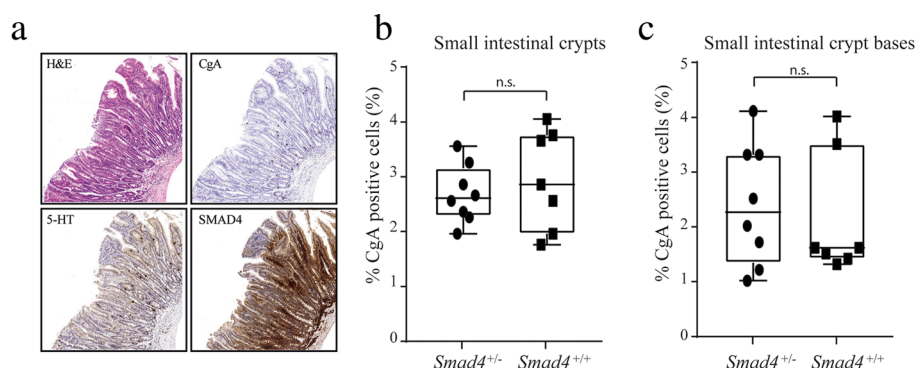 a
H&E
CgA
5-HT
SMAD4
b
Small intestinal crypts
n.s.
% CgA positive cells (%)
5
4
3
2
1
0
Smad4+/-
Smad4+/+
c
Small intestinal crypt bases
n.s.
% CgA positive cells (%)
5
4
3
2
1
0
Smad4+/-
Smad4+/+